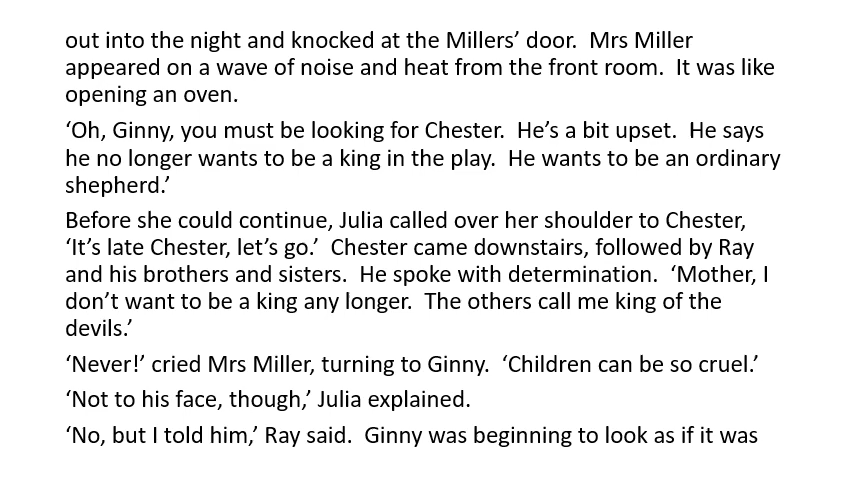 out into the night and knocked at the Millers’ door.  Mrs Miller
appeared on a wave of noise and heat from the front room.  It was like
opening an oven.
‘Oh, Ginny, you must be looking for Chester.  He’s a bit upset.  He says
he no longer wants to be a king in the play.  He wants to be an ordinary
shepherd.’
Before she could continue, Julia called over her shoulder to Chester,
‘It’s late Chester, let’s go.’  Chester came downstairs, followed by Ray
and his brothers and sisters.  He spoke with determination.  ‘Mother, I
don’t want to be a king any longer.  The others call me king of the
devils.’
‘Never!’ cried Mrs Miller, turning to Ginny.  ‘Children can be so cruel.’
‘Not to his face, though,’ Julia explained.
‘No, but I told him,’ Ray said.  Ginny was beginning to look as if it was